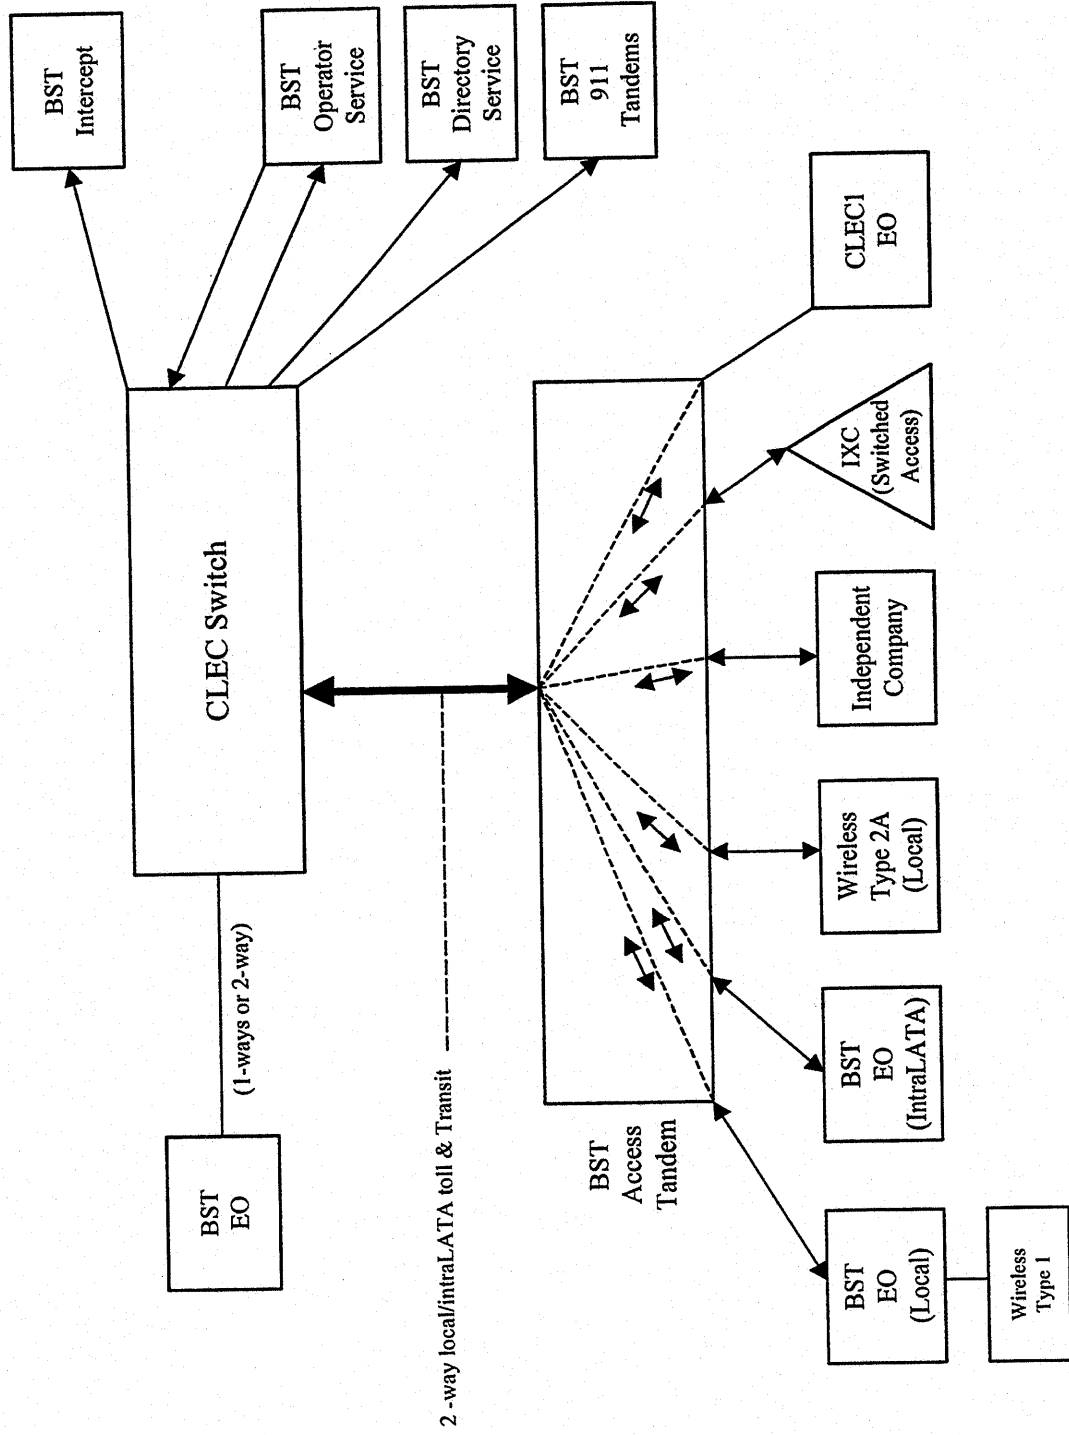 BST
EO
(1-ways or 2-way)
CLEC Switch
BST
Intercept
BST
Operator
Service
BST
Directory
Service
BST
911
Tandems
2 -way local/intraLATA toll & Transit
BST
Access
Tandem
BST
EO
(Local)
Wireless
Type 1
BST
EO
(IntraLATA)
Wireless
Type 2A
(Local)
Independent
Company
IXC
(Switched
Access)
CLEC1
EO